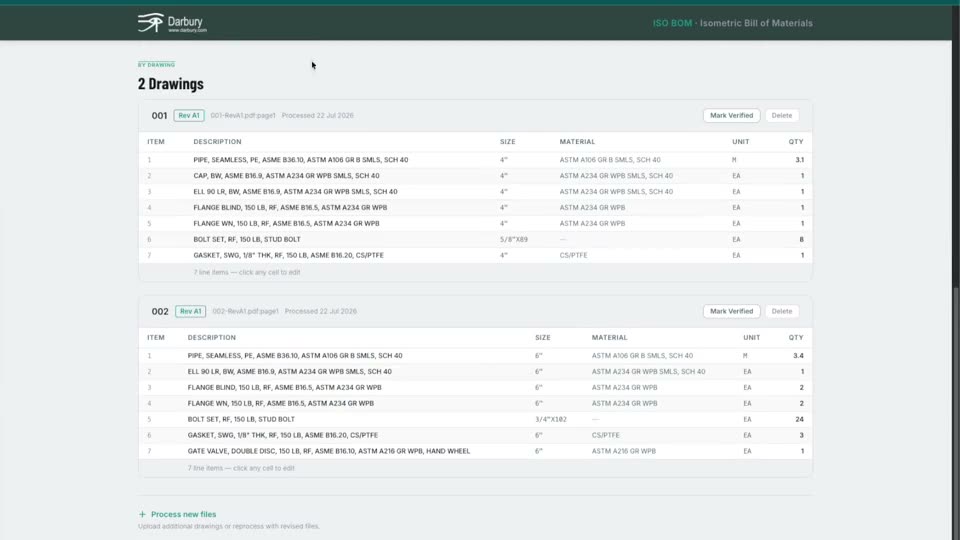 Darbury
www.darbury.com
ISO BOM · Isometric Bill of Materials
BY DRAWING
2 Drawings
001 Rev A1 001-RevA1.pdf:page1 Processed 22 Jul 2026 Mark Verified Delete
ITEM DESCRIPTION SIZE MATERIAL UNIT QTY
1 PIPE, SEAMLESS, PE, ASME B36.10, ASTM A106 GR B SMLS, SCH 40 4" ASTM A106 GR B SMLS, SCH 40 M 3.1
2 CAP, BW, ASME B16.9, ASTM A234 GR WPB SMLS, SCH 40 4" ASTM A234 GR WPB SMLS, SCH 40 EA 1
3 ELL 90 LR, BW, ASME B16.9, ASTM A234 GR WPB SMLS, SCH 40 4" ASTM A234 GR WPB SMLS, SCH 40 EA 1
4 FLANGE BLIND, 150 LB, RF, ASME B16.5, ASTM A234 GR WPB 4" ASTM A234 GR WPB EA 1
5 FLANGE WN, 150 LB, RF, ASME B16.5, ASTM A234 GR WPB 4" ASTM A234 GR WPB EA 1
6 BOLT SET, RF, 150 LB, STUD BOLT 5/8"X89 — EA 8
7 GASKET, SWG, 1/8" THK, RF, 150 LB, ASME B16.20, CS/PTFE 4" CS/PTFE EA 1
7 line items — click any cell to edit
002 Rev A1 002-RevA1.pdf:page1 Processed 22 Jul 2026 Mark Verified Delete
ITEM DESCRIPTION SIZE MATERIAL UNIT QTY
1 PIPE, SEAMLESS, PE, ASME B36.10, ASTM A106 GR B SMLS, SCH 40 6" ASTM A106 GR B SMLS, SCH 40 M 3.4
2 ELL 90 LR, BW, ASME B16.9, ASTM A234 GR WPB SMLS, SCH 40 6" ASTM A234 GR WPB SMLS, SCH 40 EA 1
3 FLANGE BLIND, 150 LB, RF, ASME B16.5, ASTM A234 GR WPB 6" ASTM A234 GR WPB EA 2
4 FLANGE WN, 150 LB, RF, ASME B16.5, ASTM A234 GR WPB 6" ASTM A234 GR WPB EA 2
5 BOLT SET, RF, 150 LB, STUD BOLT 3/4"X102 — EA 24
6 GASKET, SWG, 1/8" THK, RF, 150 LB, ASME B16.20, CS/PTFE 6" CS/PTFE EA 3
7 GATE VALVE, DOUBLE DISC, 150 LB, RF, ASME B16.10, ASTM A216 GR WPB, HAND WHEEL 6" ASTM A216 GR WPB EA 1
7 line items — click any cell to edit
+ Process new files
Upload additional drawings or reprocess with revised files.